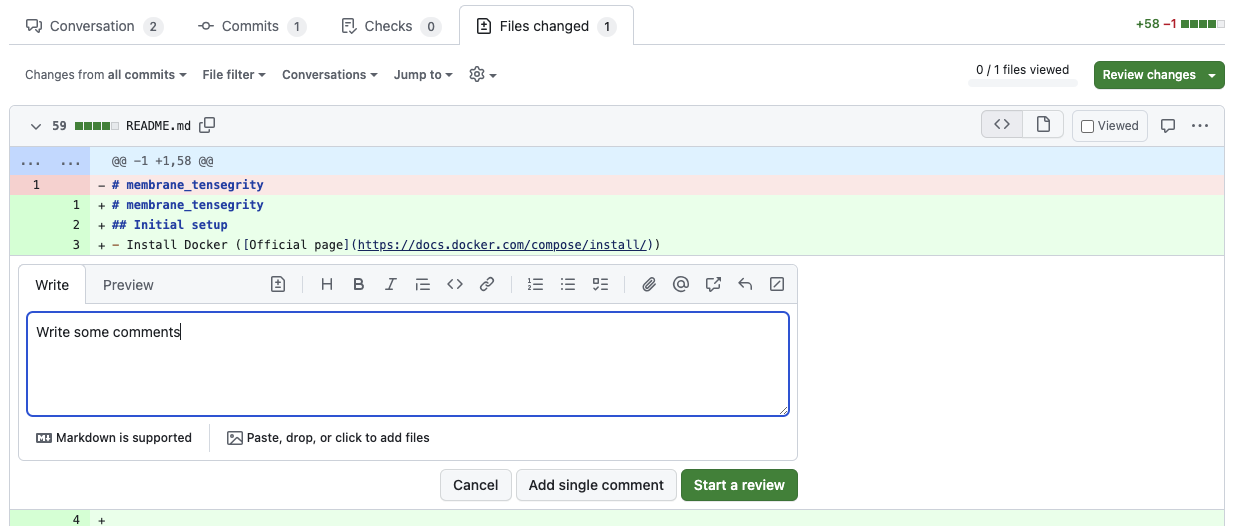 Conversation 2 Commits 1 Checks 0 Files changed 1 +58 −1
Changes from all commits File filter Conversations Jump to 0 / 1 files viewed Review changes
59 README.md Viewed
... ... @@ -1 +1,58 @@
1 - # membrane_tensegrity
1 + # membrane_tensegrity
2 + ## Initial setup
3 + - Install Docker ([Official page](https://docs.docker.com/compose/install/))
Write Preview
Write some comments
Markdown is supported Paste, drop, or click to add files
Cancel Add single comment Start a review
4 +